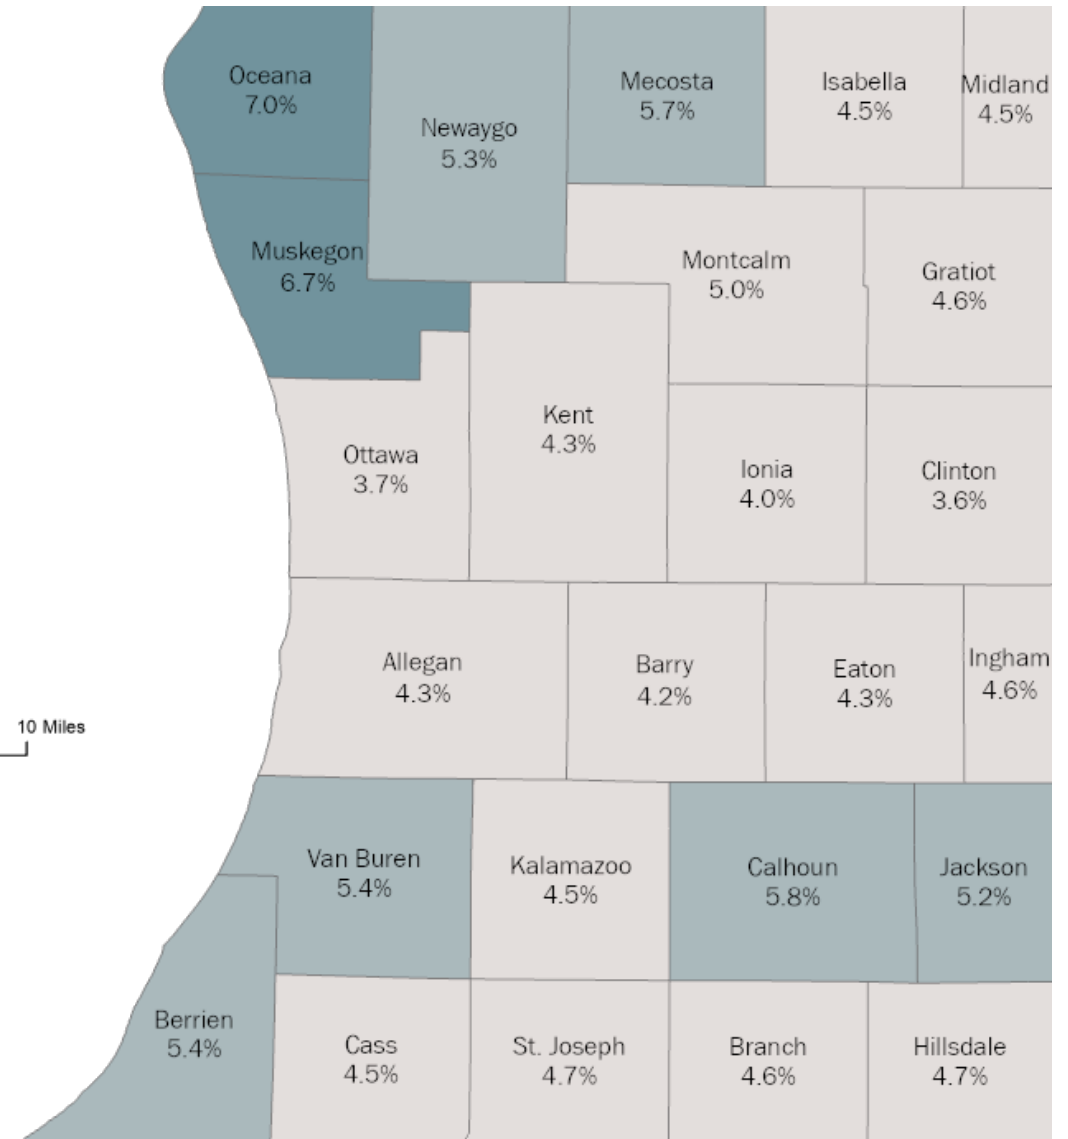 Oceana
7.0%
Newaygo
5.3%
Mecosta
5.7%
Isabella
4.5%
Midland
4.5%
Muskegon
6.7%
Montcalm
5.0%
Gratiot
4.6%
Ottawa
3.7%
Kent
4.3%
Ionia
4.0%
Clinton
3.6%
Allegan
4.3%
Barry
4.2%
Eaton
4.3%
Ingham
4.6%
10 Miles
Van Buren
5.4%
Kalamazoo
4.5%
Calhoun
5.8%
Jackson
5.2%
Berrien
5.4%
Cass
4.5%
St. Joseph
4.7%
Branch
4.6%
Hillsdale
4.7%